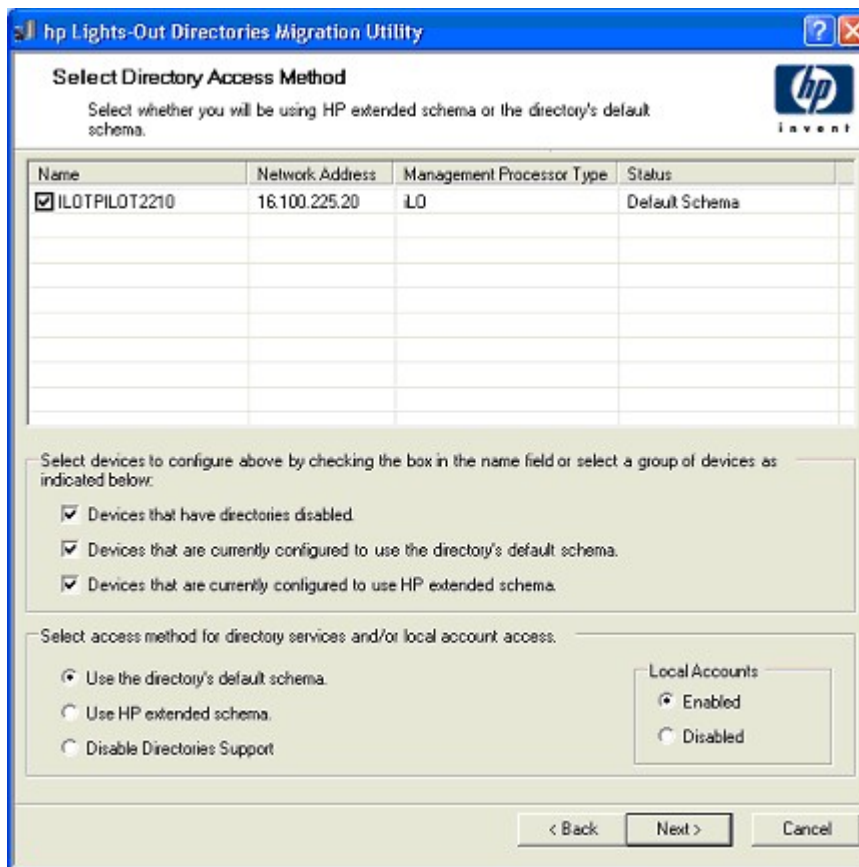 hp Lights-Out Directories Migration Utility
Select Directory Access Method
Select whether you will be using HP extended schema or the directory's default
schema.
hp
invent
Name Network Address Management Processor Type Status
ILOTPILOT2210 16.100.225.20 iLO Default Schema
Select devices to configure above by checking the box in the name field or select a group of devices as
indicated below:
Devices that have directories disabled.
Devices that are currently configured to use the directory's default schema.
Devices that are currently configured to use HP extended schema.
Select access method for directory services and/or local account access.
Use the directory's default schema.
Use HP extended schema.
Disable Directories Support
Local Accounts
Enabled
Disabled
< Back Next > Cancel